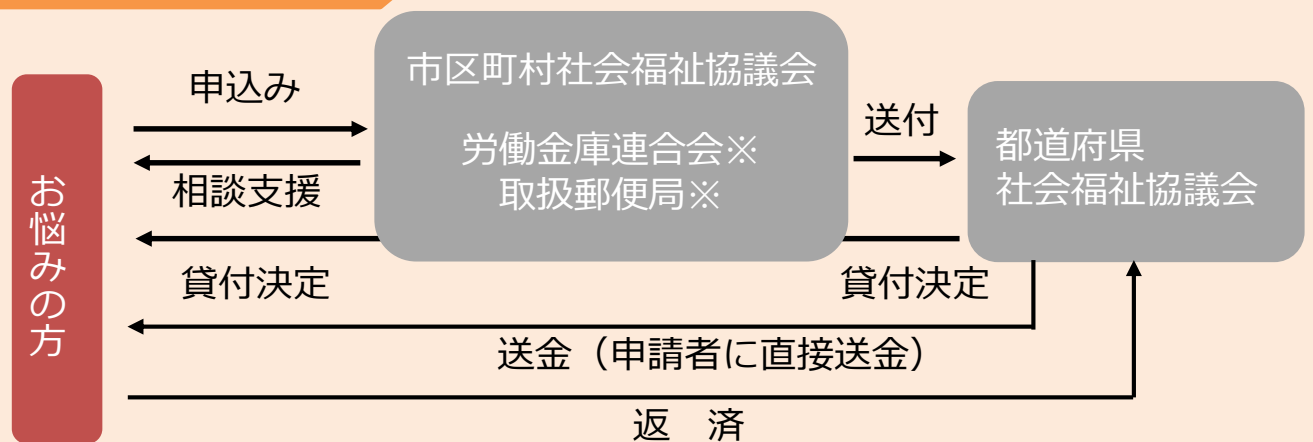 お悩みの方
申込み
相談支援
市区町村社会福祉協議会
労働金庫連合会※
取扱郵便局※
送付
都道府県
社会福祉協議会
貸付決定
貸付決定
送金（申請者に直接送金）
返　済